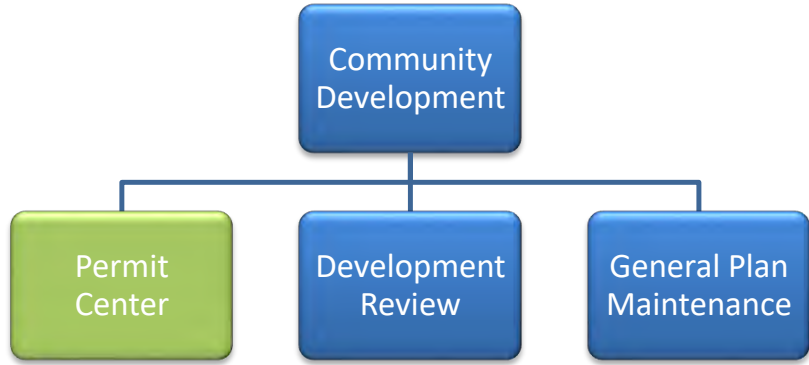 Community
Development
Permit
Center
Development
Review
General Plan
Maintenance